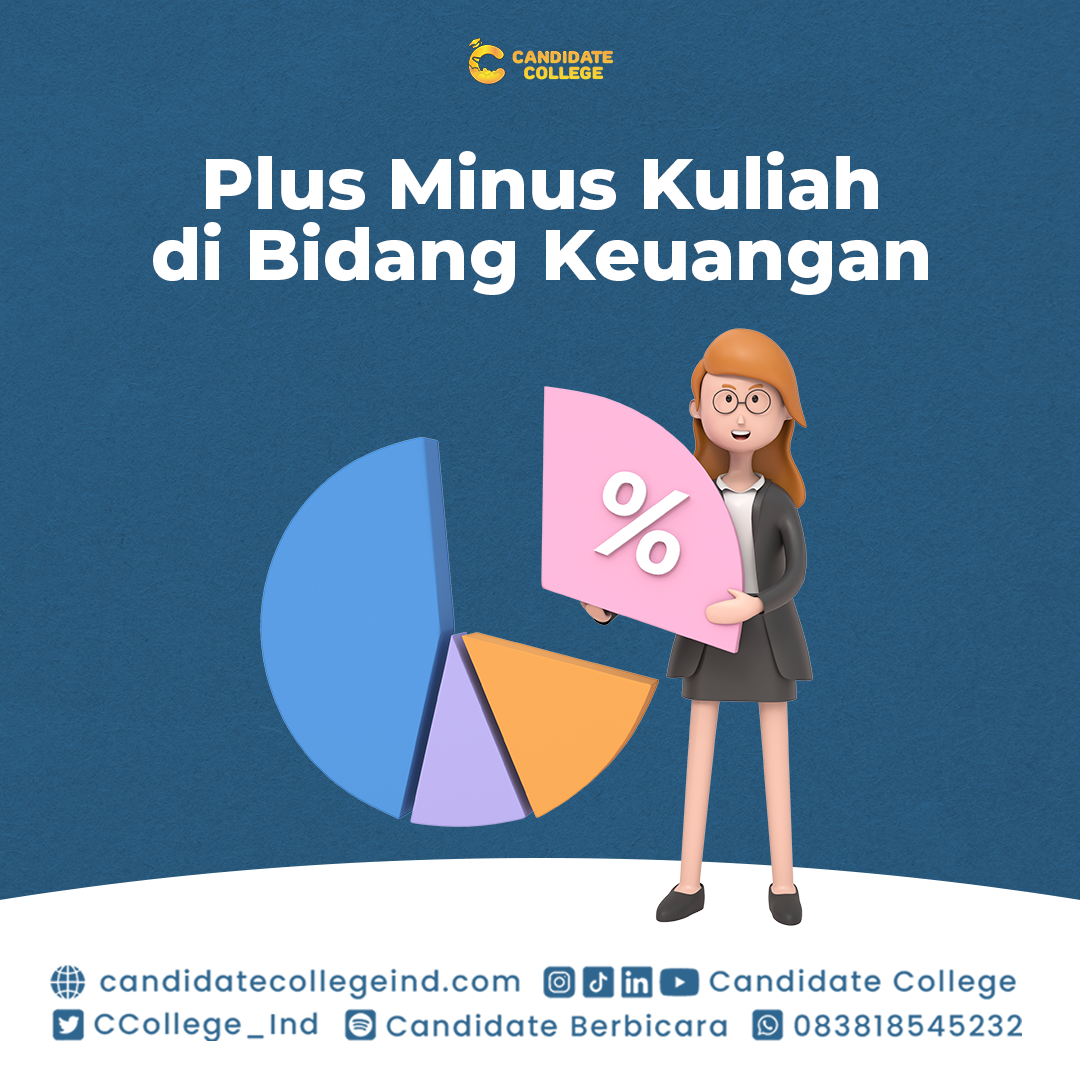 CANDIDATE
COLLEGE
Plus Minus Kuliah
di Bidang Keuangan
%
candidatecollegeind.com Candidate College
CCollege_Ind Candidate Berbicara 083818545232